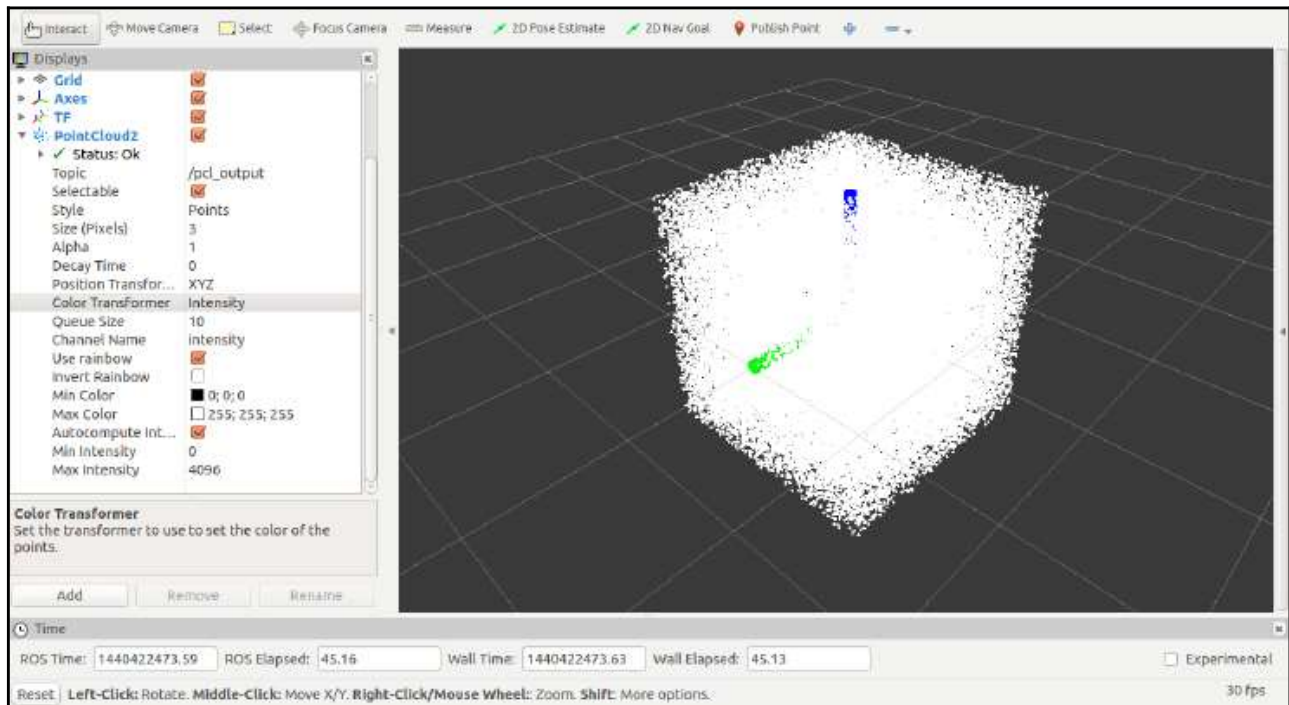 Interact Move Camera Select Focus Camera Measure 2D Pose Estimate 2D Nav Goal Publish Point
Displays
Grid
Axes
TF
PointCloud2
Status: Ok
Topic /pcl_output
Selectable
Style Points
Size (Pixels) 3
Alpha 1
Decay Time 0
Position Transfor... XYZ
Color Transformer Intensity
Queue Size 10
Channel Name intensity
Use rainbow
Invert Rainbow
Min Color 0; 0; 0
Max Color 255; 255; 255
Autocompute Int...
Min Intensity 0
Max Intensity 4096
Color Transformer
Set the transformer to use to set the color of the
points.
Add Remove Rename
Time
ROS Time: 1440422473.59 ROS Elapsed: 45.16 Wall Time: 1440422473.63 Wall Elapsed: 45.13 Experimental
Reset Left-Click: Rotate. Middle-Click: Move X/Y. Right-Click/Mouse Wheel: Zoom. Shift: More options. 30 fps